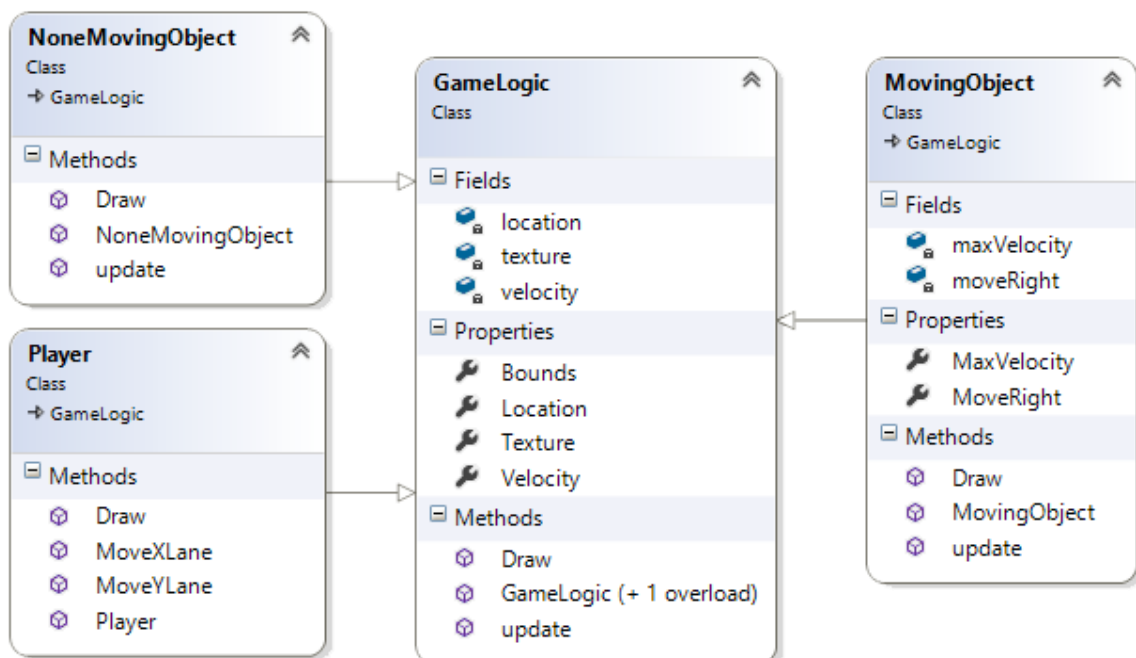 NoneMovingObject
Class
GameLogic
Methods
Draw
NoneMovingObject
update
Player
Class
GameLogic
Methods
Draw
MoveXLane
MoveYLane
Player
GameLogic
Class
Fields
location
texture
velocity
Properties
Bounds
Location
Texture
Velocity
Methods
Draw
GameLogic (+ 1 overload)
update
MovingObject
Class
GameLogic
Fields
maxVelocity
moveRight
Properties
MaxVelocity
MoveRight
Methods
Draw
MovingObject
update